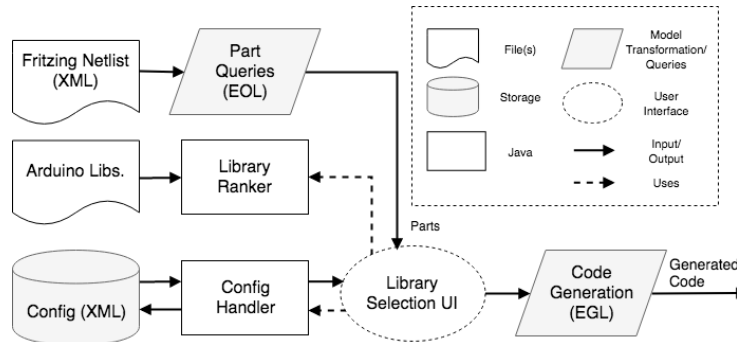 Fritzing Netlist
(XML)
Part
Queries
(EOL)
File(s)
Model
Transformation/
Queries
Storage
User
Interface
Java
Input/
Output
Uses
Arduino Libs.
Library
Ranker
Parts
Config (XML)
Config
Handler
Library
Selection UI
Code
Generation
(EGL)
Generated
Code